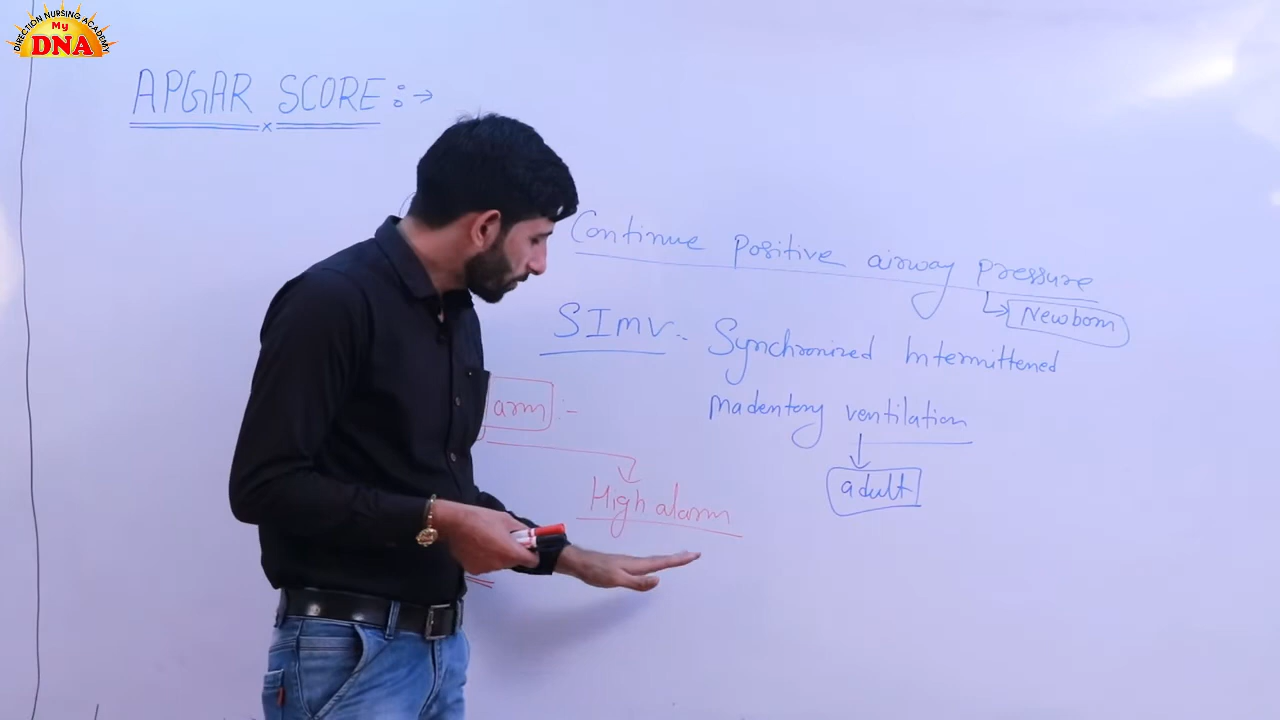 DIRECTION NURSING ACADEMY
My
DNA
APGAR SCORE :→
Continue Positive airway Pressure
Newborn
SImV:- Synchronized Intermittened
madentory ventilation
adult
arm :-
High alarm